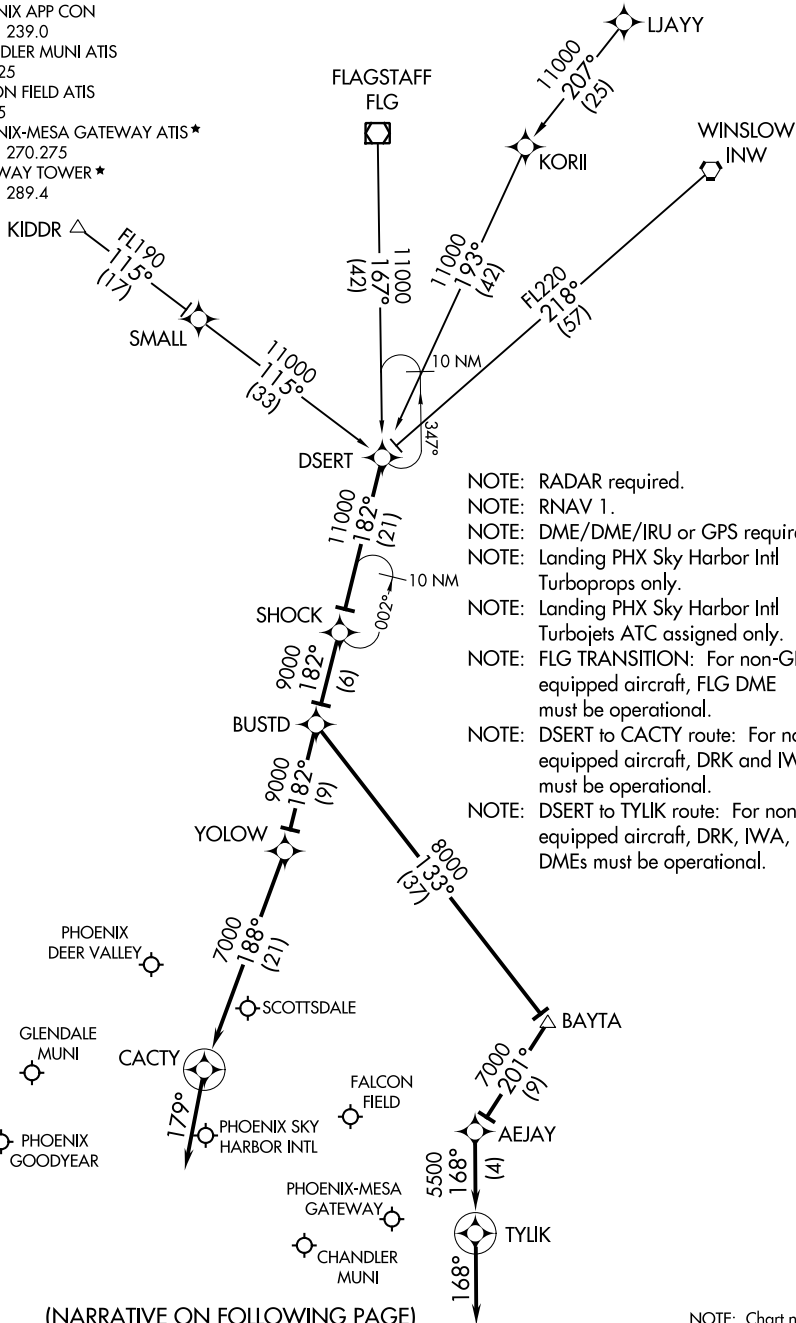 NIX APP CON
239.0
DLER MUNI ATIS
25
ON FIELD ATIS
5
NIX-MESA GATEWAY ATIS ★
270.275
WAY TOWER ★
289.4
LJAYY
11000
207°
(25)
FLAGSTAFF
FLG
KORII
WINSLOW
INW
KIDDR
FL190
115°
(17)
SMALL
11000
167°
(42)
11000
193°
(42)
FL220
218°
(57)
11000
115°
(33)
10 NM
347°
DSERT
11000
182°
(21)
10 NM
002°
SHOCK
9000
182°
(6)
BUSTD
9000
182°
(9)
YOLOW
8000
133°
(37)
NOTE: RADAR required.
NOTE: RNAV 1.
NOTE: DME/DME/IRU or GPS require
NOTE: Landing PHX Sky Harbor Intl
Turboprops only.
NOTE: Landing PHX Sky Harbor Intl
Turbojets ATC assigned only.
NOTE: FLG TRANSITION: For non-G
equipped aircraft, FLG DME
must be operational.
NOTE: DSERT to CACTY route: For no
equipped aircraft, DRK and IW
must be operational.
NOTE: DSERT to TYLIK route: For non
equipped aircraft, DRK, IWA,
DMEs must be operational.
7000
188°
(21)
PHOENIX
DEER VALLEY
SCOTTSDALE
BAYTA
GLENDALE
MUNI
CACTY
179°
7000
201°
(9)
FALCON
FIELD
PHOENIX
GOODYEAR
PHOENIX SKY
HARBOR INTL
AEJAY
5500
168°
(4)
PHOENIX-MESA
GATEWAY
TYLIK
CHANDLER
MUNI
168°
(NARRATIVE ON FOLLOWING PAGE)
NOTE: Chart n